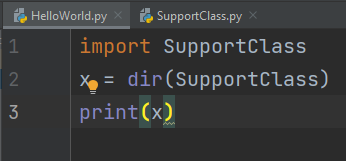 HelloWorld.py × SupportClass.py ×
1 import SupportClass
2 x = dir(SupportClass)
3 print(x)